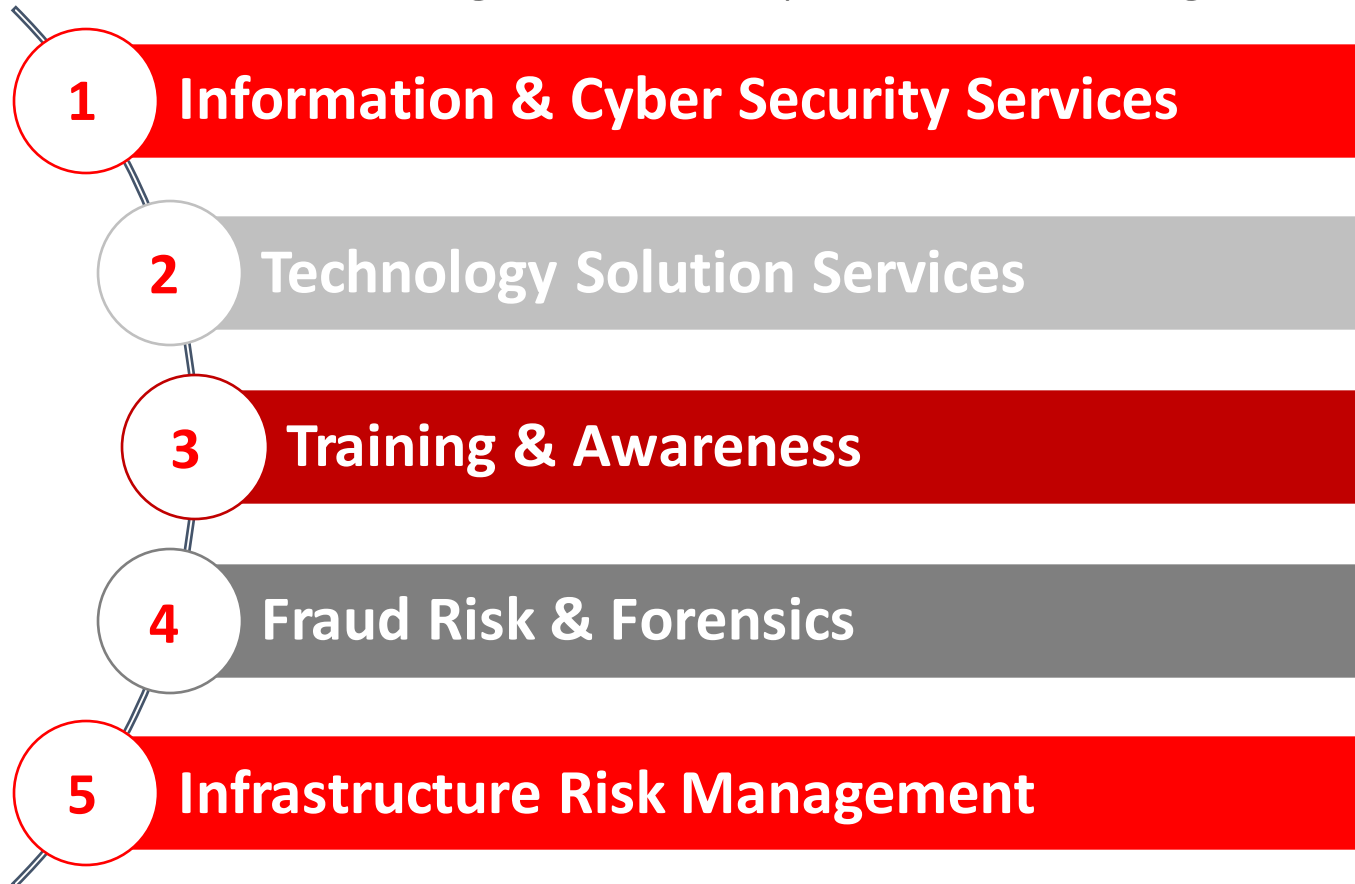 1 Information & Cyber Security Services
2 Technology Solution Services
3 Training & Awareness
4 Fraud Risk & Forensics
5 Infrastructure Risk Management